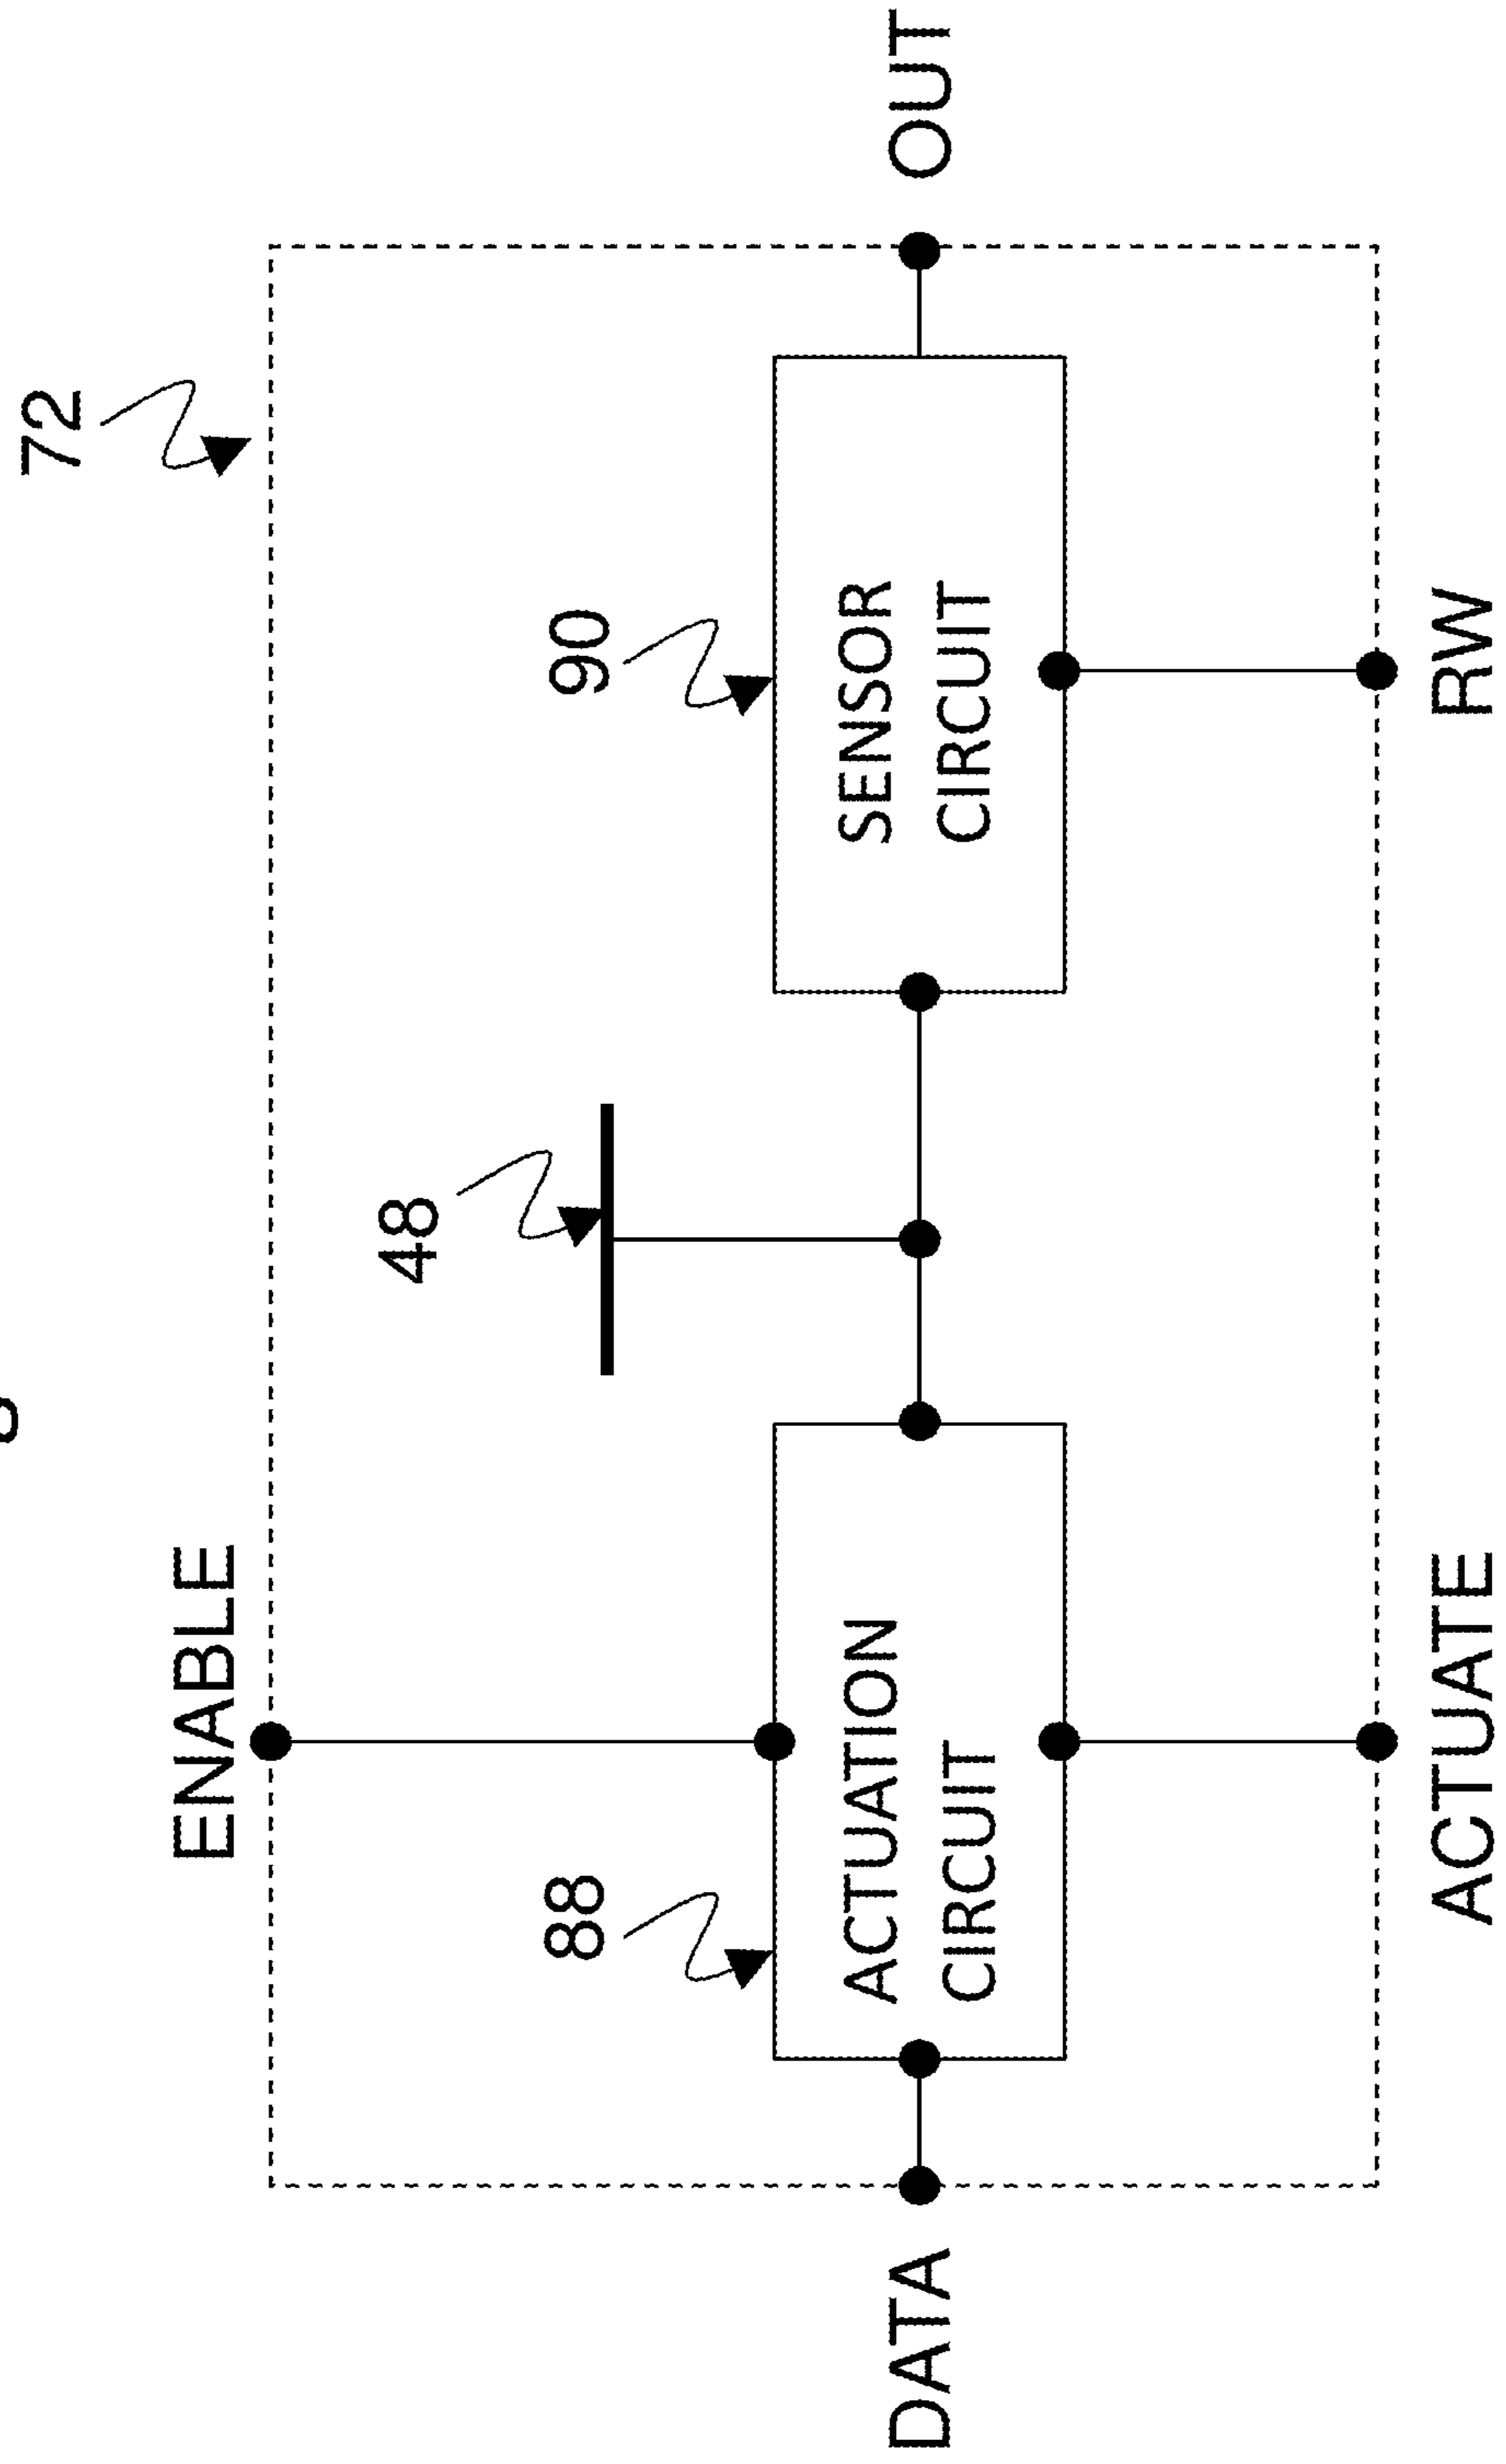 72
ENABLE
48
88
90
ACTUATION
CIRCUIT
SENSOR
CIRCUIT
DATA
OUT
ACTUATE
RW